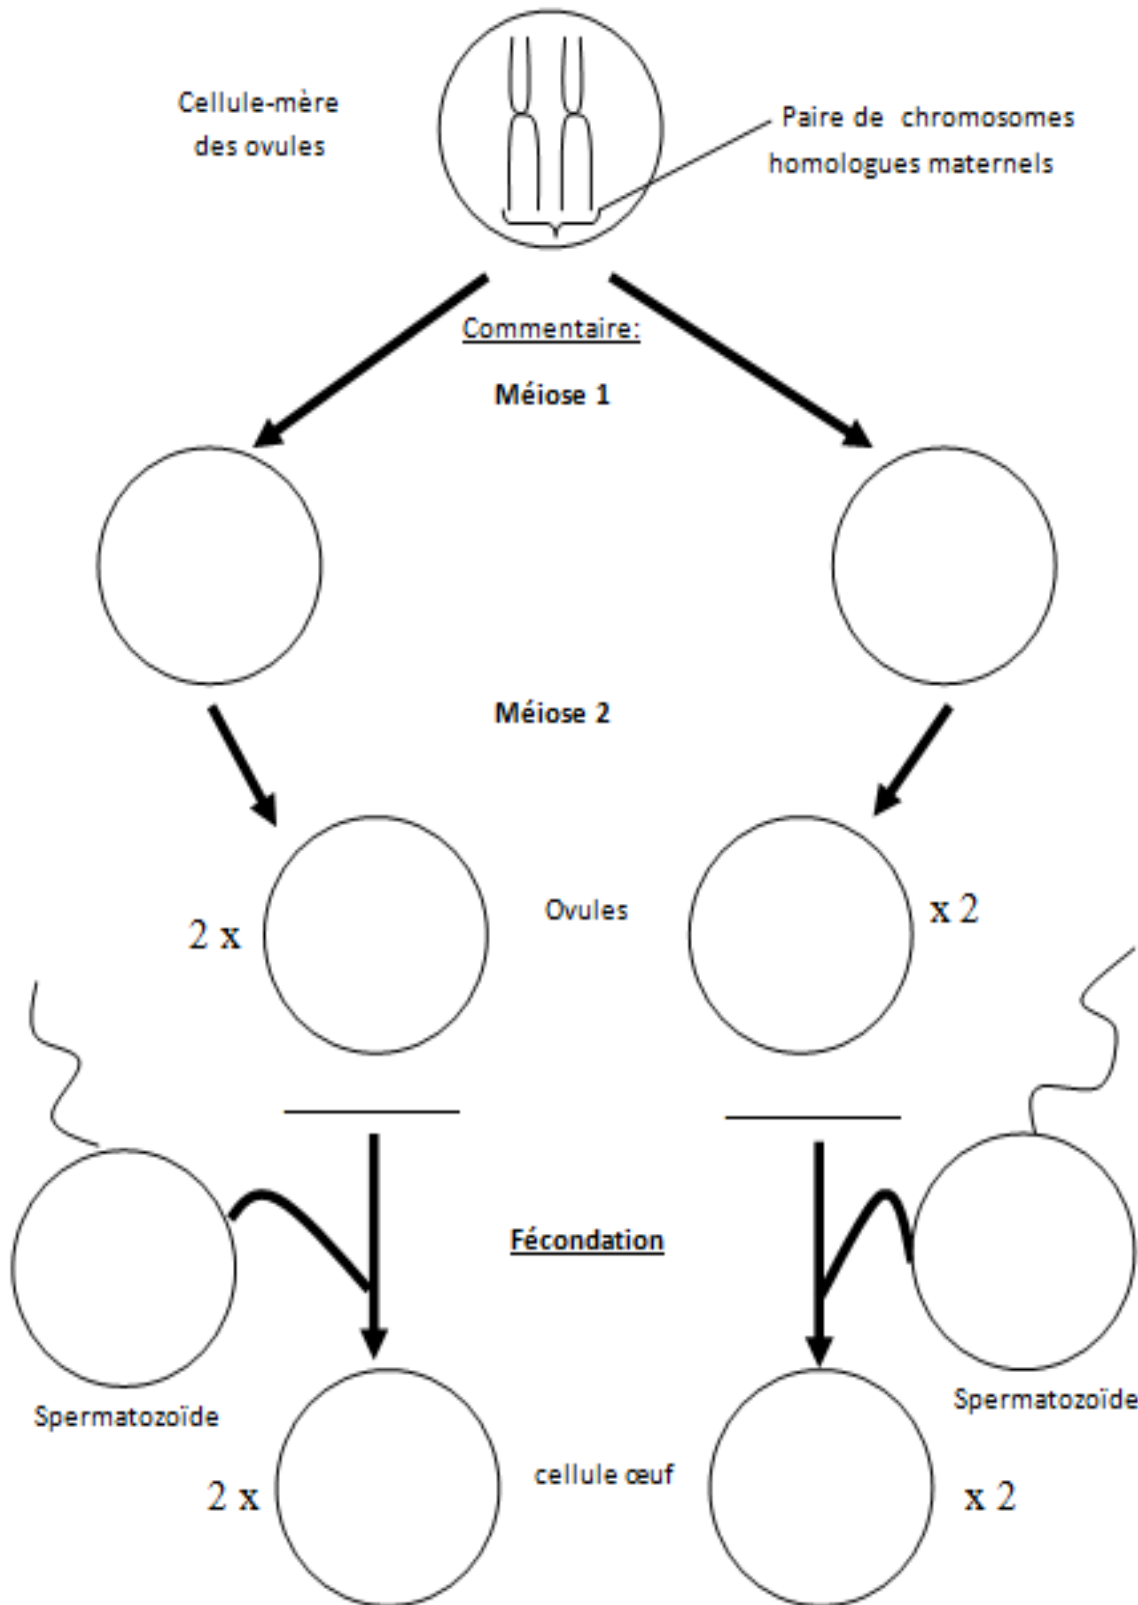 Cellule-mère
des ovules
Paire de chromosomes
homologues maternels
Commentaire:
Méiose 1
Méiose 2
2 x
Ovules
x 2
Fécondation
Spermatozoïde
Spermatozoïde
2 x
cellule œuf
x 2